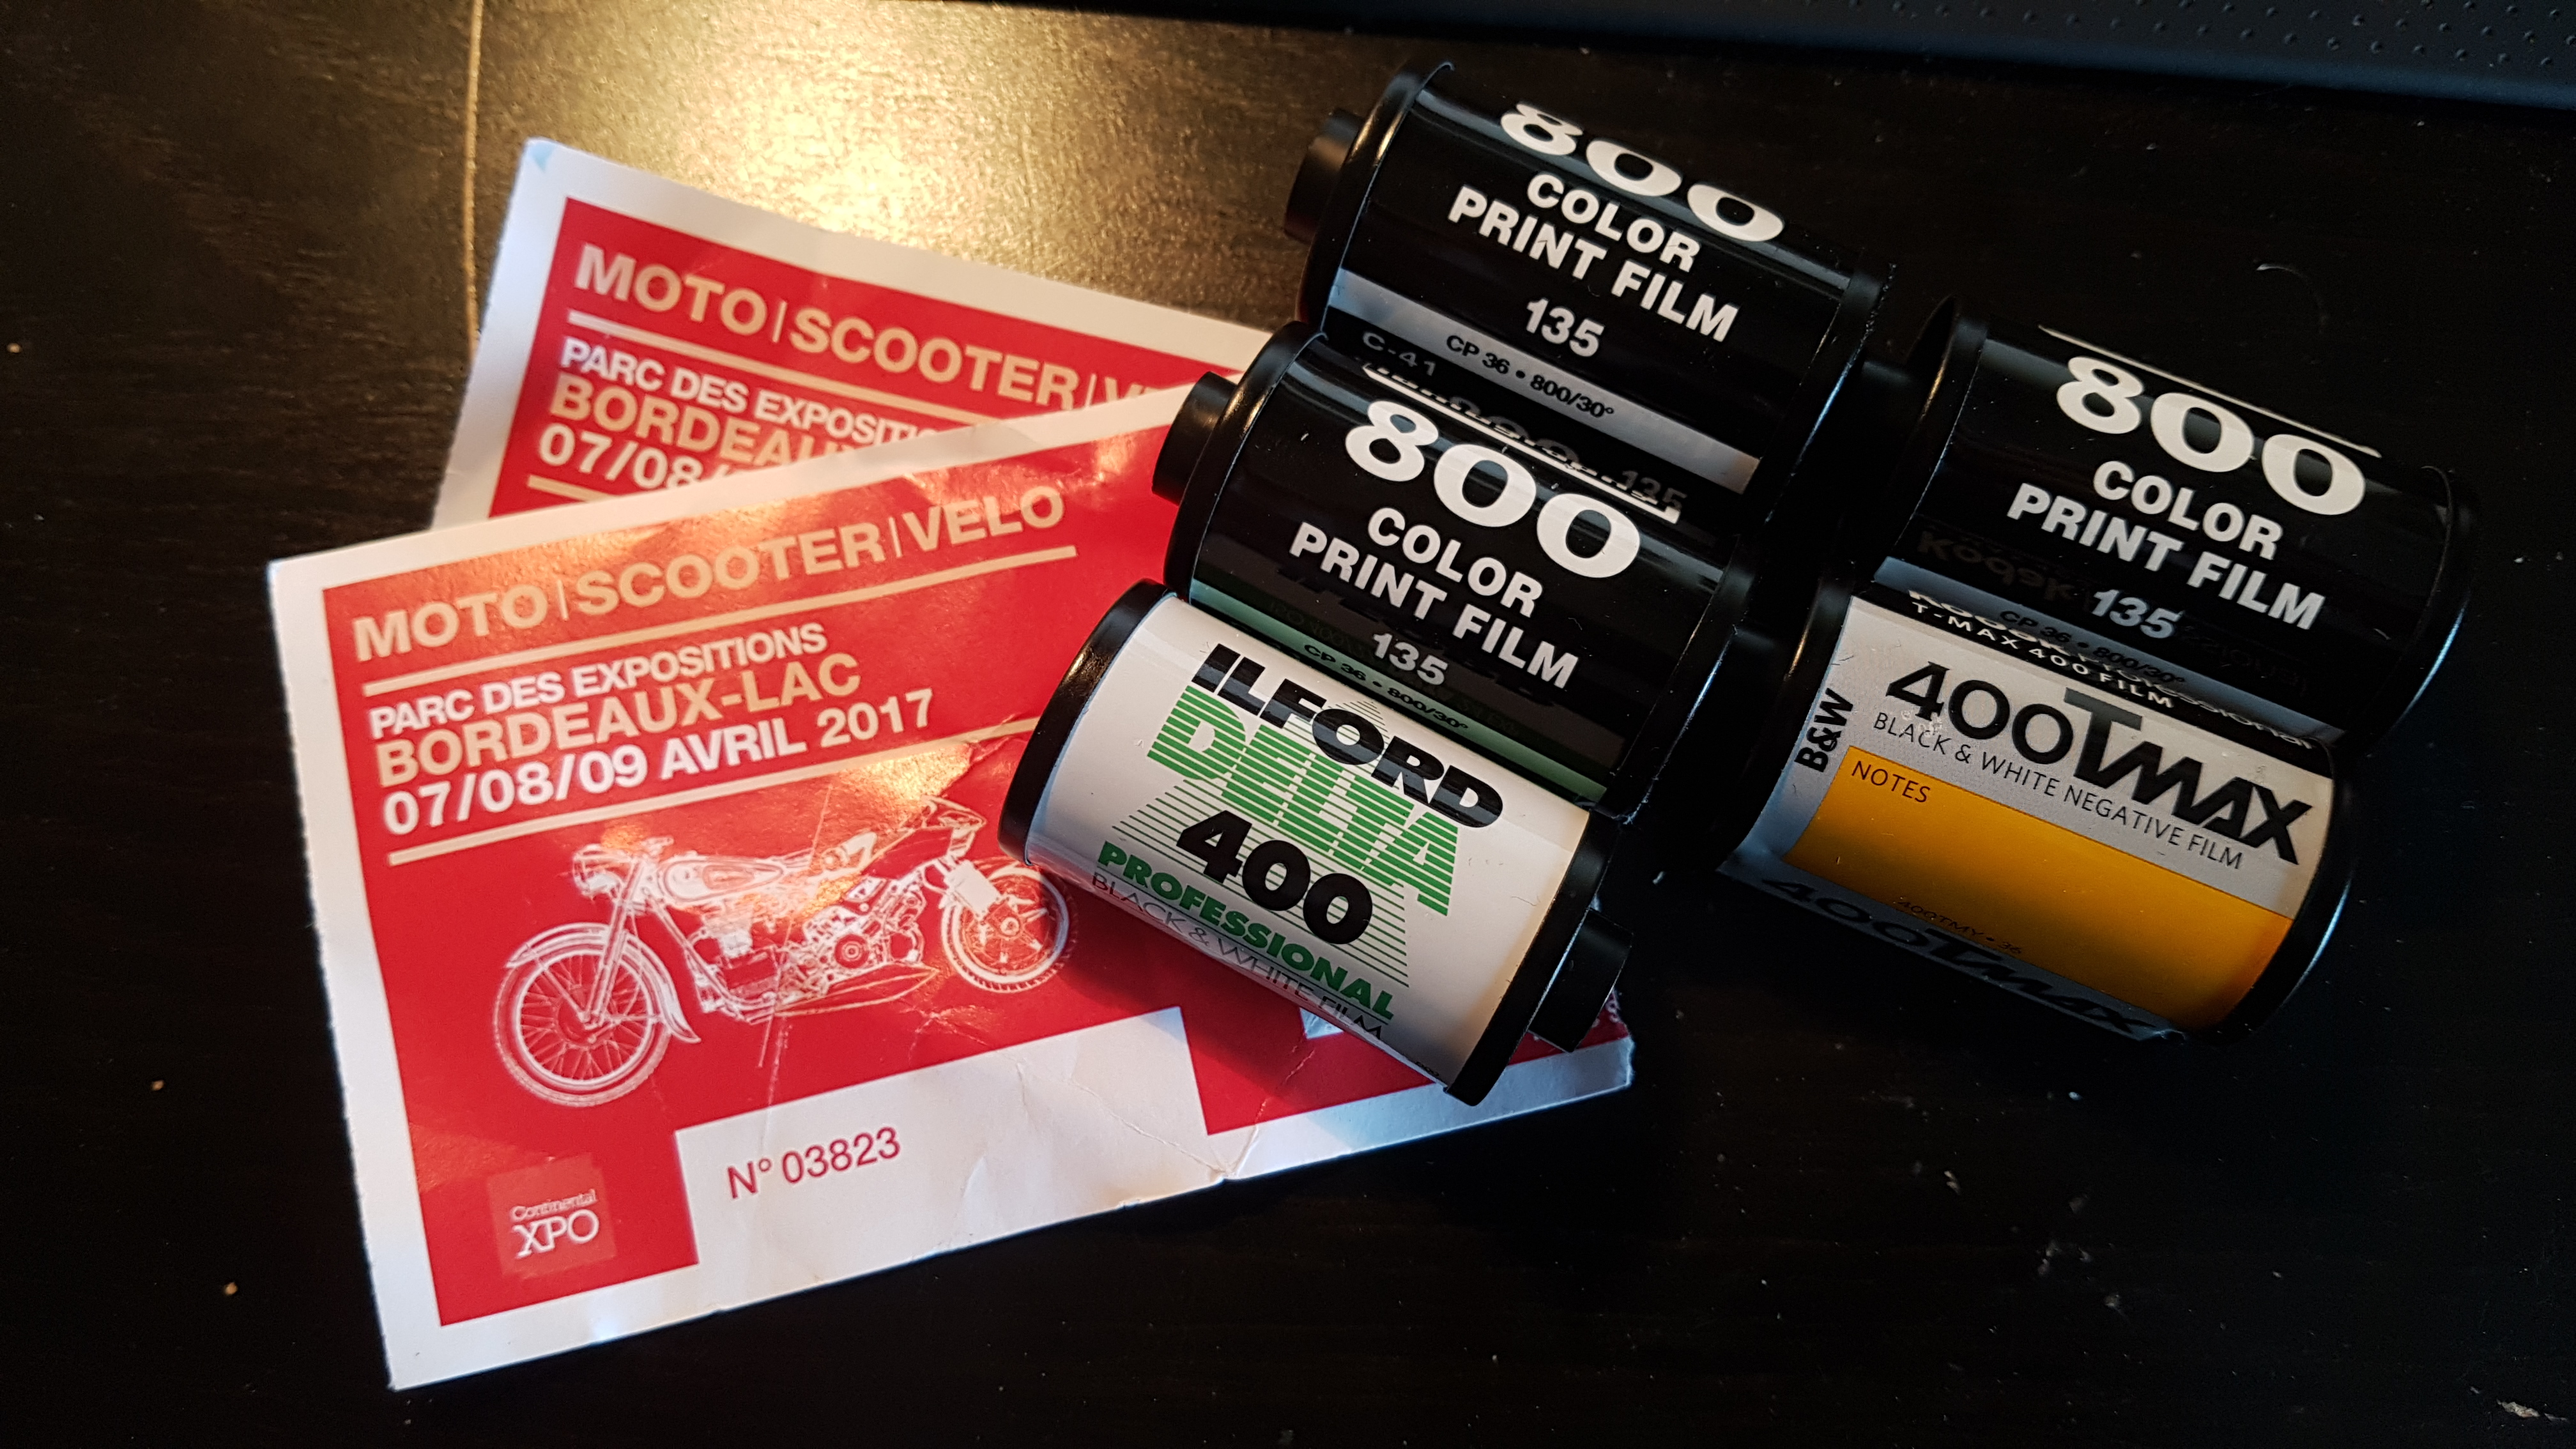 MOTO|SCOOTER|V
PARC DES EXPOSITI
BORDEAU
07/08/
MOTO|SCOOTER|VELO
PARC DES EXPOSITIONS
BORDEAUX-LAC
07/08/09 AVRIL 2017
N° 03823
Continental
XPO
800
COLOR
PRINT FILM
135
CP 36 • 800/30°
C-41
800
COLOR
PRINT FILM
135
CP 36 • 800/30°
ILFORD
DELTA
400
PROFESSIONAL
BLACK & WHITE FILM
800
COLOR
PRINT FILM
135
CP 36 • 800/30°
T-MAX 400 FILM
B&W
400TMAX
BLACK & WHITE NEGATIVE FILM
NOTES
400TMY • 36
400TMAX